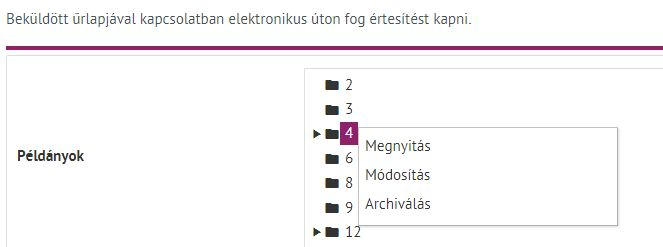 Beküldött űrlapjával kapcsolatban elektronikus úton fog értesítést kapni.
2
3
4
Megnyitás
Példányok
6
Módosítás
8
Archiválás
9
12